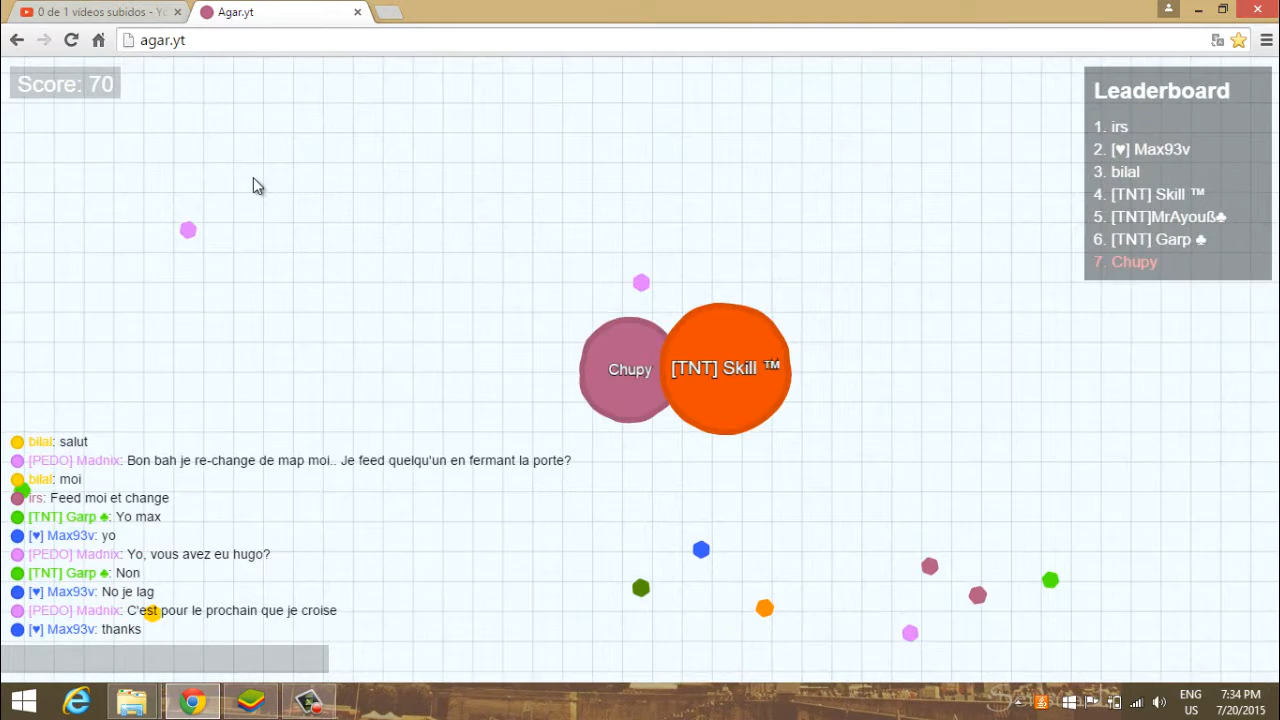 0 de 1 vídeos subidos - Yo
Agar.yt
agar.yt
Score: 70
Leaderboard
1. irs
2. [♥] Max93v
3. bilal
4. [TNT] Skill ™
5. [TNT]MrAyouß♣
6. [TNT] Garp ♣
7. Chupy
Chupy
[TNT] Skill ™
bilal: salut
[PEDO] Madnix: Bon bah je re-change de map moi.. Je feed quelqu'un en fermant la porte?
bilal: moi
irs: Feed moi et change
[TNT] Garp ♣: Yo max
[♥] Max93v: yo
[PEDO] Madnix: Yo, vous avez eu hugo?
[TNT] Garp ♣: Non
[♥] Max93v: No je lag
[PEDO] Madnix: C'est pour le prochain que je croise
[♥] Max93v: thanks
ENG
US
7:34 PM
7/20/2015